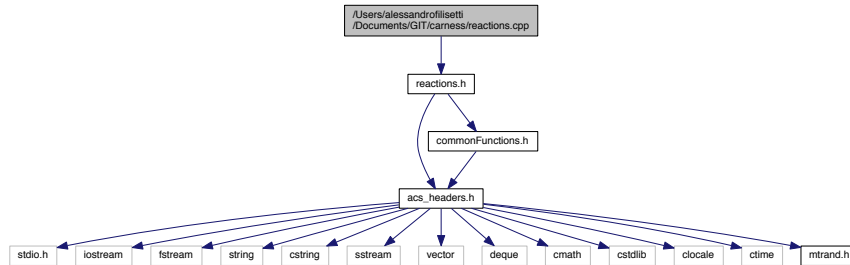 /Users/alessandrofilisetti
/Documents/GIT/carness/reactions.cpp
reactions.h
commonFunctions.h
acs_headers.h
stdio.h
iostream
fstream
string
cstring
sstream
vector
deque
cmath
cstdlib
clocale
ctime
mtrand.h